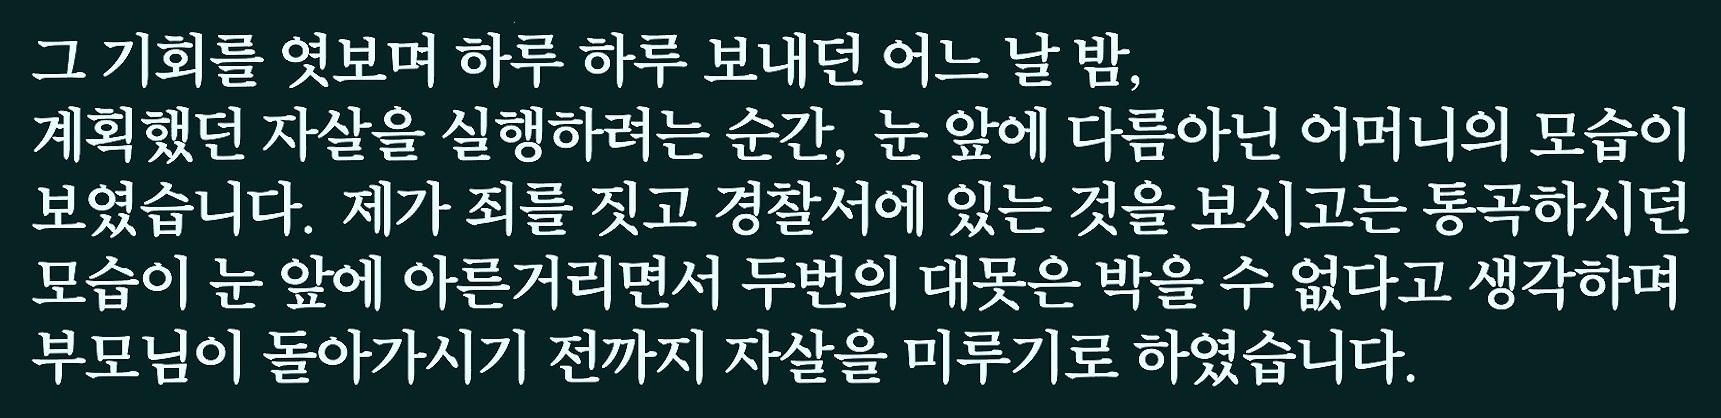 그 기회를 엿보며 하루 하루 보내던 어느 날 밤,
계획했던 자살을 실행하려는 순간, 눈 앞에 다름아닌 어머니의 모습이
보였습니다. 제가 죄를 짓고 경찰서에 있는 것을 보시고는 통곡하시던
모습이 눈 앞에 아른거리면서 두번의 대못은 박을 수 없다고 생각하며
부모님이 돌아가시기 전까지 자살을 미루기로 하였습니다.